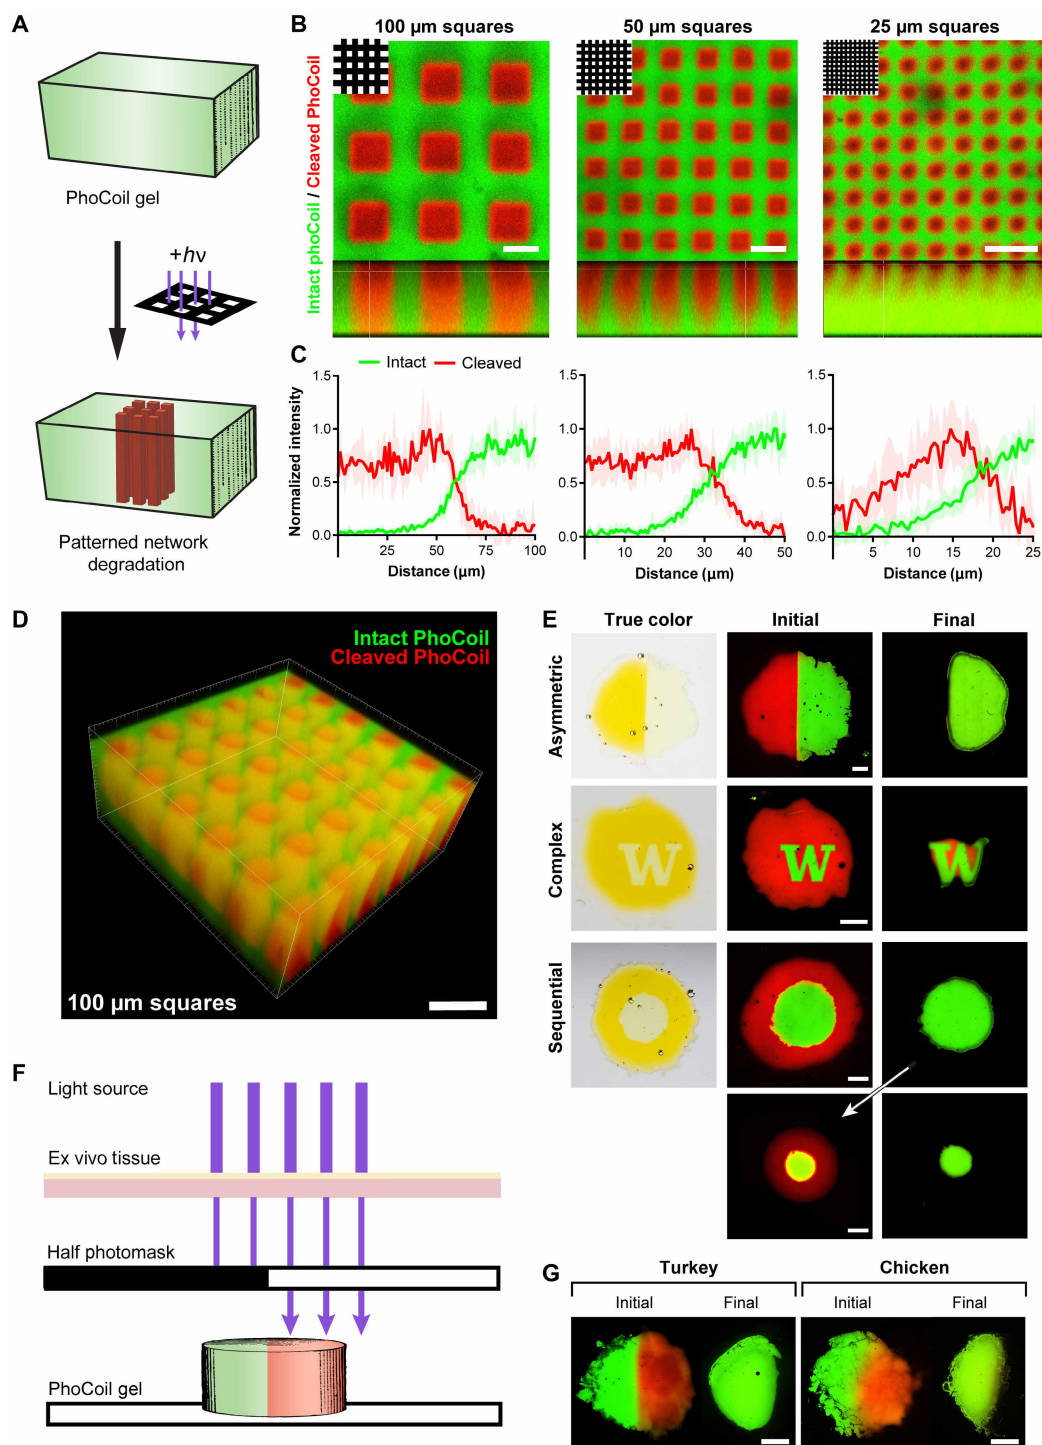 A
PhoCoil gel
+hν
Patterned network
degradation
B
100 µm squares
50 µm squares
25 µm squares
Intact phoCoil / Cleaved PhoCoil
C
Intact
Cleaved
Normalized intensity
1.5
1.0
0.5
0.0
25
50
75
100
Distance (µm)
1.5
1.0
0.5
0.0
10
20
30
40
50
Distance (µm)
1.5
1.0
0.5
0.0
5
10
15
20
25
Distance (µm)
D
Intact PhoCoil
Cleaved PhoCoil
100 µm squares
E
True color
Initial
Final
Asymmetric
Complex
W
W
W
Sequential
F
Light source
Ex vivo tissue
Half photomask
PhoCoil gel
G
Turkey
Chicken
Initial
Final
Initial
Final